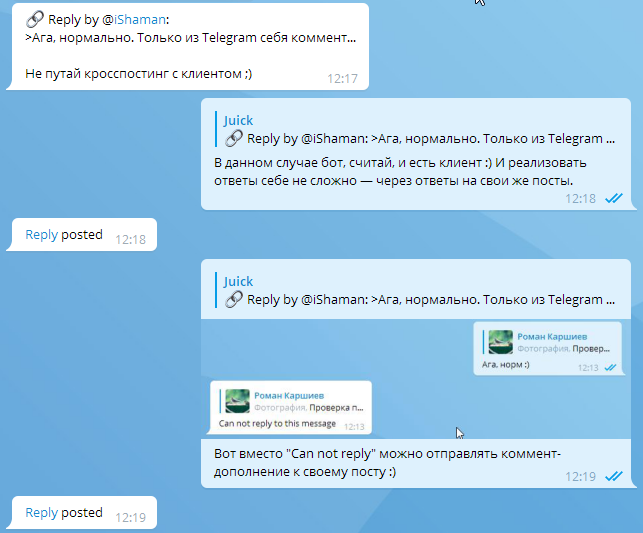 Reply by @iShaman:
>Ага, нормально. Только из Telegram себя коммент...
Не путай кросспостинг с клиентом ;)
12:17
Juick
Reply by @iShaman: >Ага, нормально. Только из Telegram ...
В данном случае бот, считай, и есть клиент :) И реализовать
ответы себе не сложно — через ответы на свои же посты.
12:18
Reply posted 12:18
Juick
Reply by @iShaman: >Ага, нормально. Только из Telegram ...
Роман Каршиев
Фотография, Провер...
Ага, норм :)
12:13
Роман Каршиев
Фотография, Проверка п...
Can not reply to this message 12:13
Вот вместо "Can not reply" можно отправлять коммент-
дополнение к своему посту :)
12:19
Reply posted 12:19